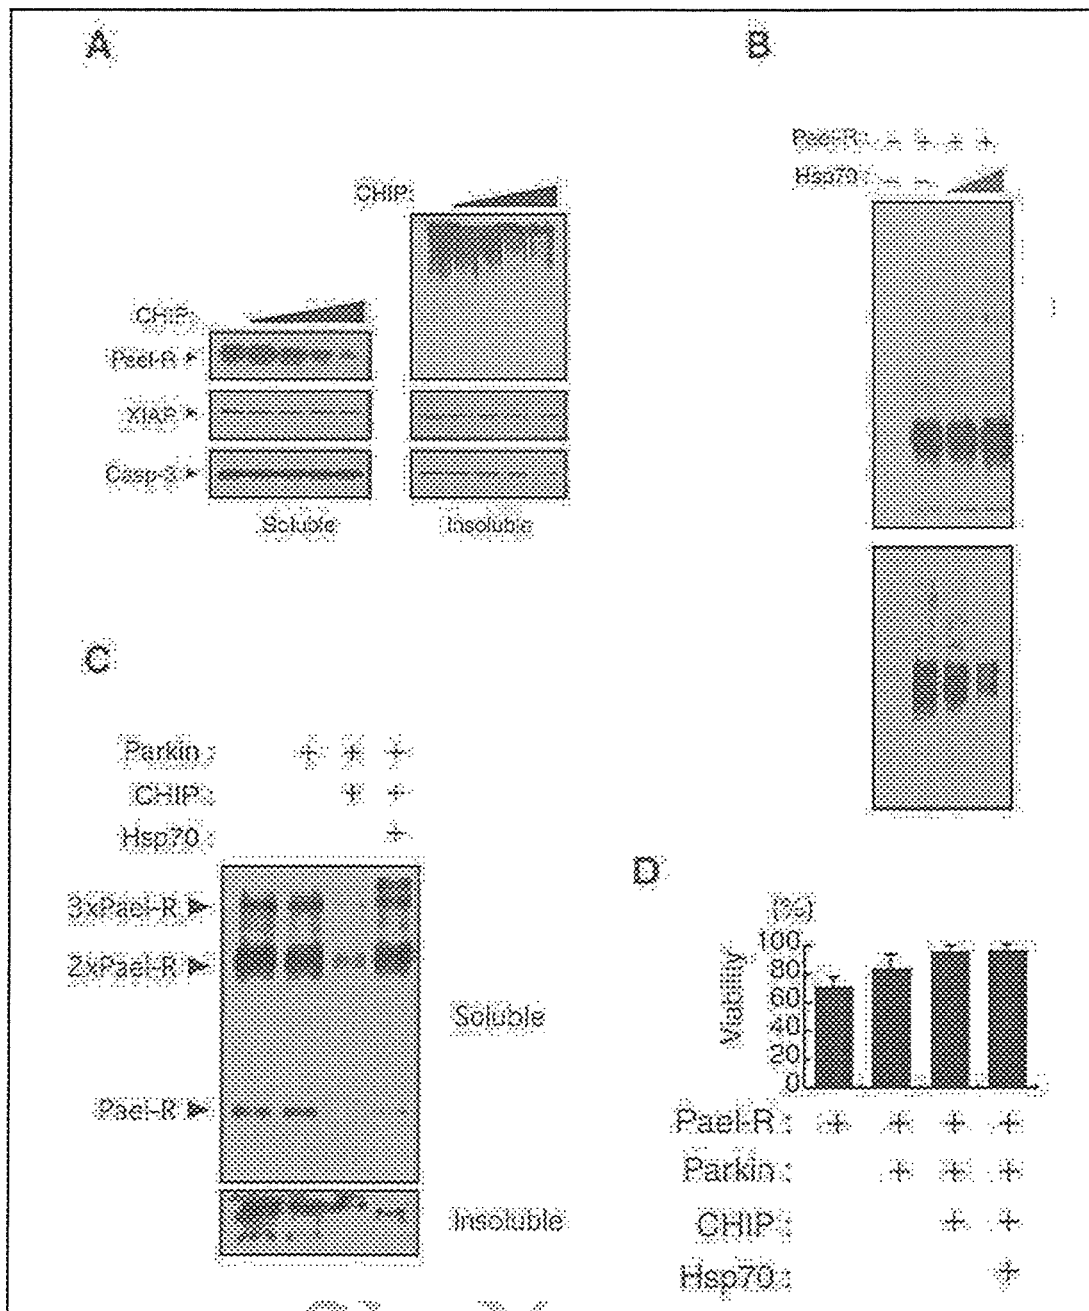 A
CHIP:
CHIP:
Pael-R
XIAP
Casp-3
Soluble
Insoluble
B
Pael-R : - + + +
Hsp70 : - -
C
Parkin : + + +
CHIP : + +
Hsp70 : +
3xPael-R
2xPael-R
Soluble
Pael-R
Insoluble
D
(%)
100
80
60
40
20
0
Viability
Pael-R : + + + +
Parkin : + + +
CHIP : + +
Hsp70 : +